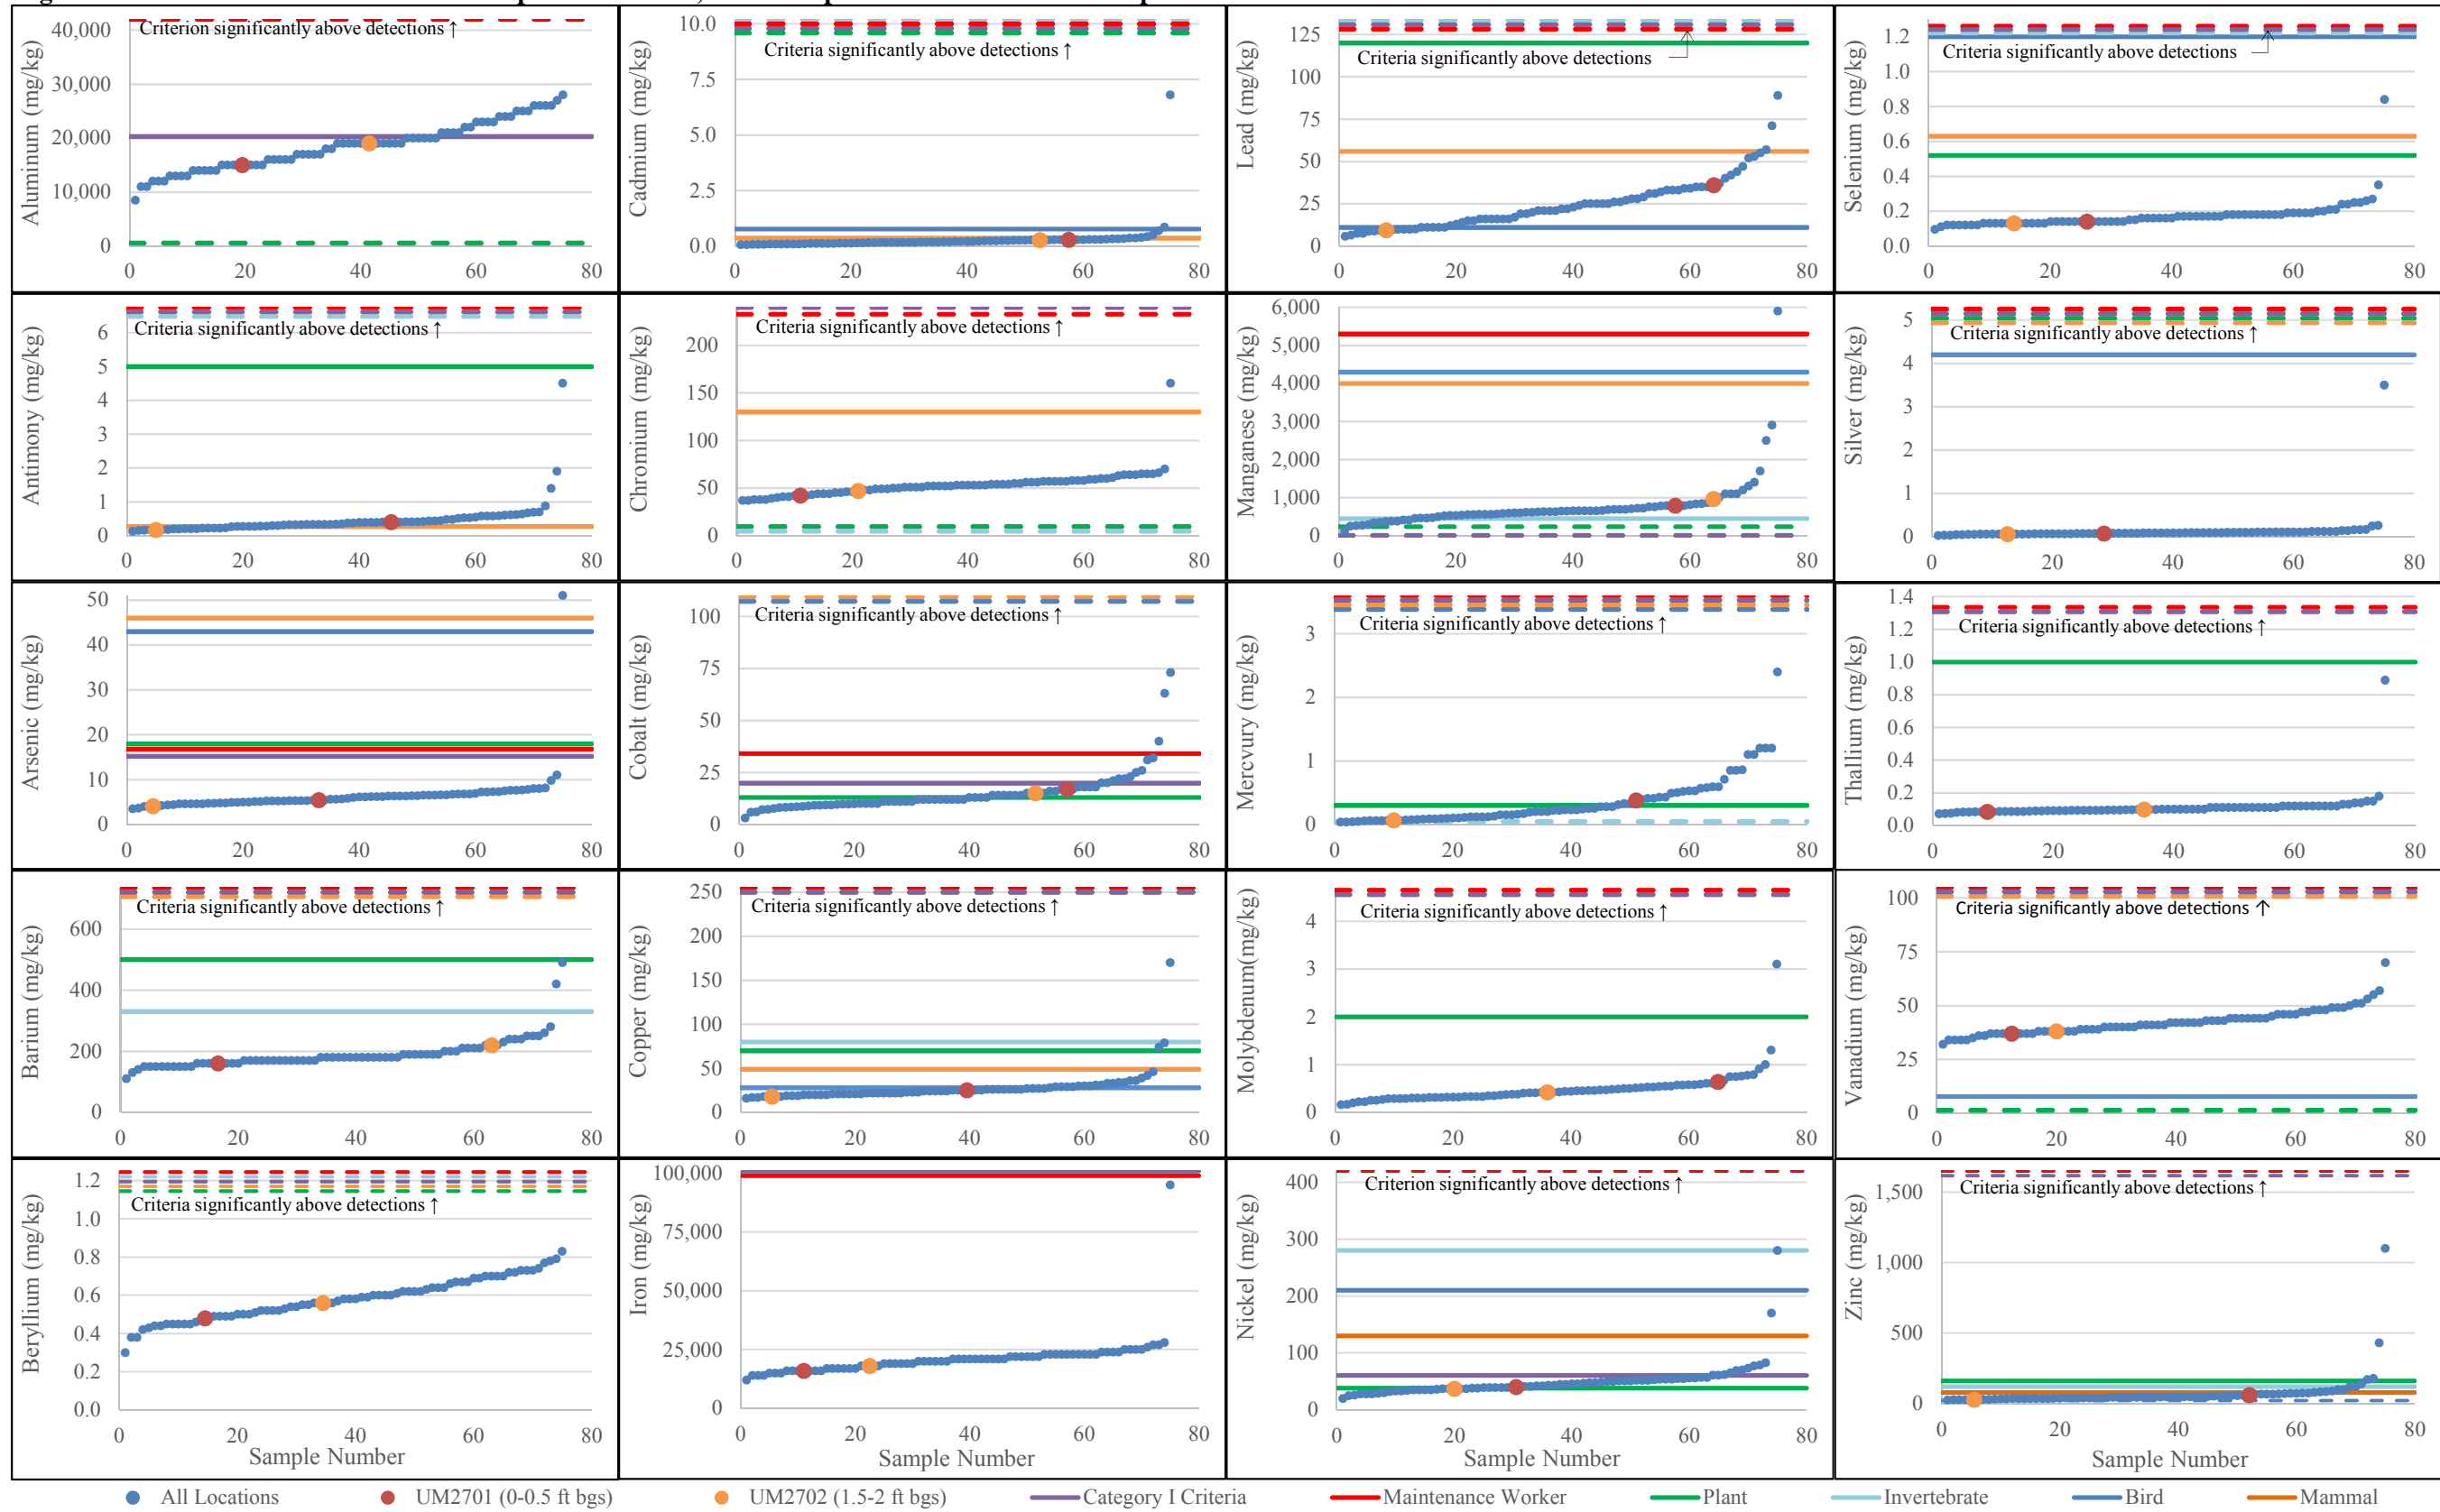 Aluminum (mg/kg)
40,000
30,000
20,000
10,000
0
Criterion significantly above detections ↑
0 20 40 60 80
Cadmium (mg/kg)
10.0
7.5
5.0
2.5
0.0
Criteria significantly above detections ↑
0 20 40 60 80
Lead (mg/kg)
125
100
75
50
25
0
Criteria significantly above detections
0 20 40 60 80
Selenium (mg/kg)
1.2
1.0
0.8
0.6
0.4
0.2
0.0
Criteria significantly above detections
0 20 40 60 80
Antimony (mg/kg)
6
5
4
3
2
1
0
Criteria significantly above detections ↑
0 20 40 60 80
Chromium (mg/kg)
200
150
100
50
0
Criteria significantly above detections ↑
0 20 40 60 80
Manganese (mg/kg)
6,000
5,000
4,000
3,000
2,000
1,000
0
0 20 40 60 80
Silver (mg/kg)
5
4
3
2
1
0
Criteria significantly above detections ↑
0 20 40 60 80
Arsenic (mg/kg)
50
40
30
20
10
0
0 20 40 60 80
Cobalt (mg/kg)
100
75
50
25
0
Criteria significantly above detections ↑
0 20 40 60 80
Mercvury (mg/kg)
3
2
1
0
Criteria significantly above detections ↑
0 20 40 60 80
Thallium (mg/kg)
1.4
1.2
1.0
0.8
0.6
0.4
0.2
0.0
Criteria significantly above detections ↑
0 20 40 60 80
Barium (mg/kg)
600
400
200
0
Criteria significantly above detections ↑
0 20 40 60 80
Copper (mg/kg)
250
200
150
100
50
0
Criteria significantly above detections ↑
0 20 40 60 80
Molybdenum(mg/kg)
4
3
2
1
0
Criteria significantly above detections ↑
0 20 40 60 80
Vanadium (mg/kg)
100
75
50
25
0
Criteria significantly above detections ↑
0 20 40 60 80
Beryllium (mg/kg)
1.2
1.0
0.8
0.6
0.4
0.2
0.0
Criteria significantly above detections ↑
0 20 40 60 80
Sample Number
Iron (mg/kg)
100,000
75,000
50,000
25,000
0
0 20 40 60 80
Sample Number
Nickel (mg/kg)
400
300
200
100
0
Criterion significantly above detections ↑
0 20 40 60 80
Sample Number
Zinc (mg/kg)
1,500
1,000
500
0
Criteria significantly above detections ↑
0 20 40 60 80
Sample Number
All Locations UM2701 (0-0.5 ft bgs) UM2702 (1.5-2 ft bgs) Category I Criteria Maintenance Worker Plant Invertebrate Bird Mammal